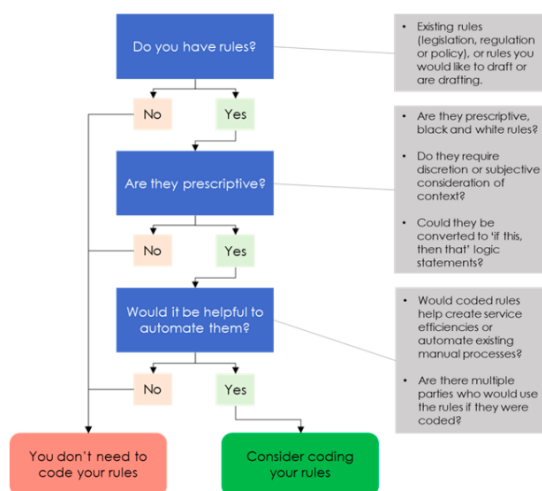 Do you have rules?
• Existing rules
(legislation, regulation
or policy), or rules you
would like to draft or
are drafting.
No
Yes
Are they prescriptive?
• Are they prescriptive,
black and white rules?
• Do they require
discretion or subjective
consideration of
context?
• Could they be
converted to 'if this,
then that' logic
statements?
No
Yes
Would it be helpful to
automate them?
• Would coded rules
help create service
efficiencies or
automate existing
manual processes?
• Are there multiple
parties who would use
the rules if they were
coded?
No
Yes
You don't need to
code your rules
Consider coding
your rules